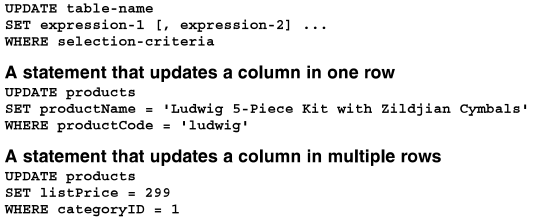 UPDATE table-name
SET expression-1 [, expression-2] ...
WHERE selection-criteria
A statement that updates a column in one row
UPDATE products
SET productName = 'Ludwig 5-Piece Kit with Zildjian Cymbals'
WHERE productCode = 'ludwig'
A statement that updates a column in multiple rows
UPDATE products
SET listPrice = 299
WHERE categoryID = 1